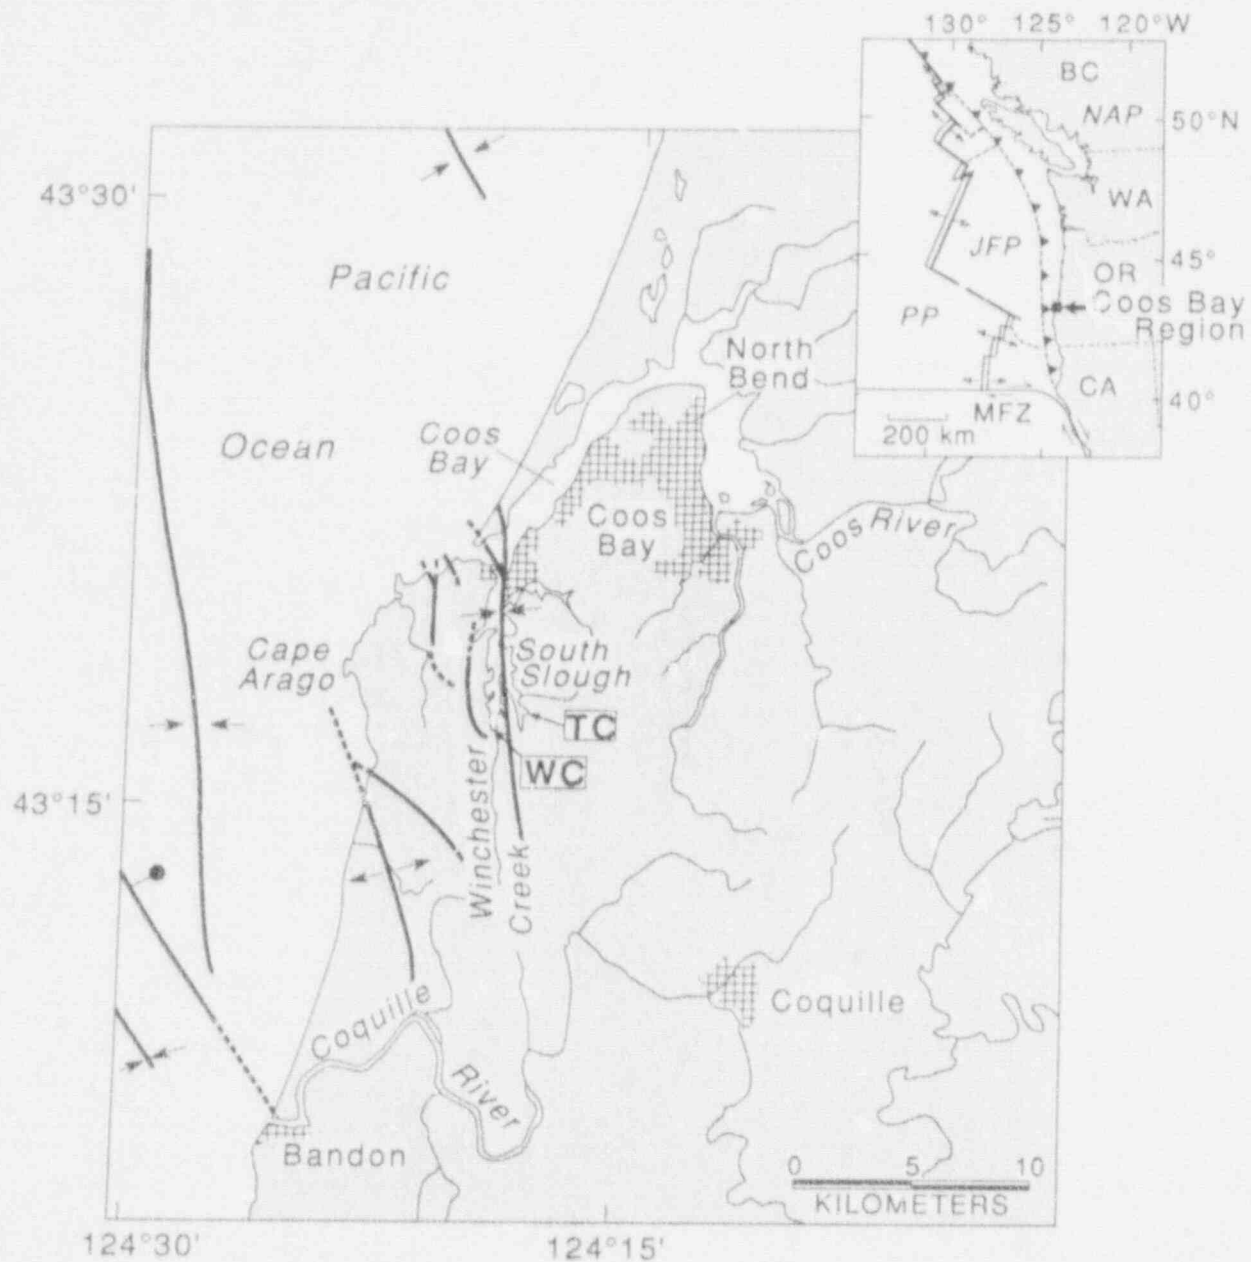 130° 125° 120°W
BC
NAP
50°N
WA
JFP
45°
OR
PP
Coos Bay
Region
CA
MFZ
40°
200 km
43°30'
Pacific
Ocean
North
Bend
Coos
Bay
Coos
Bay
Coos River
Cape
Arago
South
Slough
TC
WC
43°15'
Winchester
Creek
Coquille
River
Coquille
Bandon
0 5 10
KILOMETERS
124°30'
124°15'